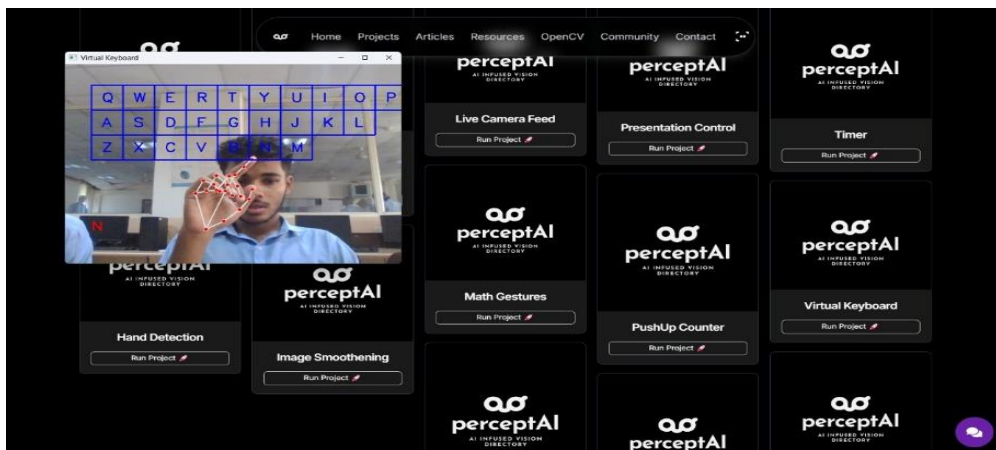 Home Projects Articles Resources OpenCV Community Contact
Virtual Keyboard
Q W E R T Y U I O P
A S D F G H J K L
Z X C V B N M
N
perceptAI
AI INFUSED VISION
DIRECTORY
Hand Detection
Run Project
perceptAI
AI INFUSED VISION
DIRECTORY
Image Smoothening
Run Project
perceptAI
AI INFUSED VISION
DIRECTORY
Live Camera Feed
Run Project
perceptAI
AI INFUSED VISION
DIRECTORY
Math Gestures
Run Project
perceptAI
AI INFUSED VISION
DIRECTORY
perceptAI
AI INFUSED VISION
DIRECTORY
Presentation Control
Run Project
perceptAI
AI INFUSED VISION
DIRECTORY
PushUp Counter
Run Project
perceptAI
perceptAI
AI INFUSED VISION
DIRECTORY
Timer
Run Project
perceptAI
AI INFUSED VISION
DIRECTORY
Virtual Keyboard
Run Project
perceptAI
AI INFUSED VISION
DIRECTORY